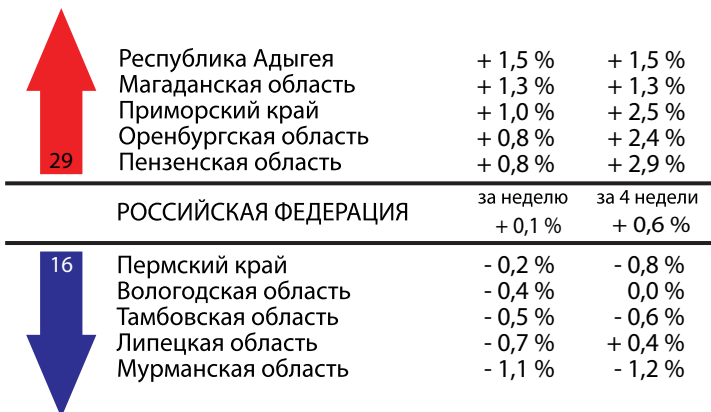 Республика Адыгея + 1,5 % + 1,5 %
Магаданская область + 1,3 % + 1,3 %
Приморский край + 1,0 % + 2,5 %
Оренбургская область + 0,8 % + 2,4 %
29 Пензенская область + 0,8 % + 2,9 %
за неделю за 4 недели
РОССИЙСКАЯ ФЕДЕРАЦИЯ + 0,1 % + 0,6 %
16 Пермский край - 0,2 % - 0,8 %
Вологодская область - 0,4 % 0,0 %
Тамбовская область - 0,5 % - 0,6 %
Липецкая область - 0,7 % + 0,4 %
Мурманская область - 1,1 % - 1,2 %